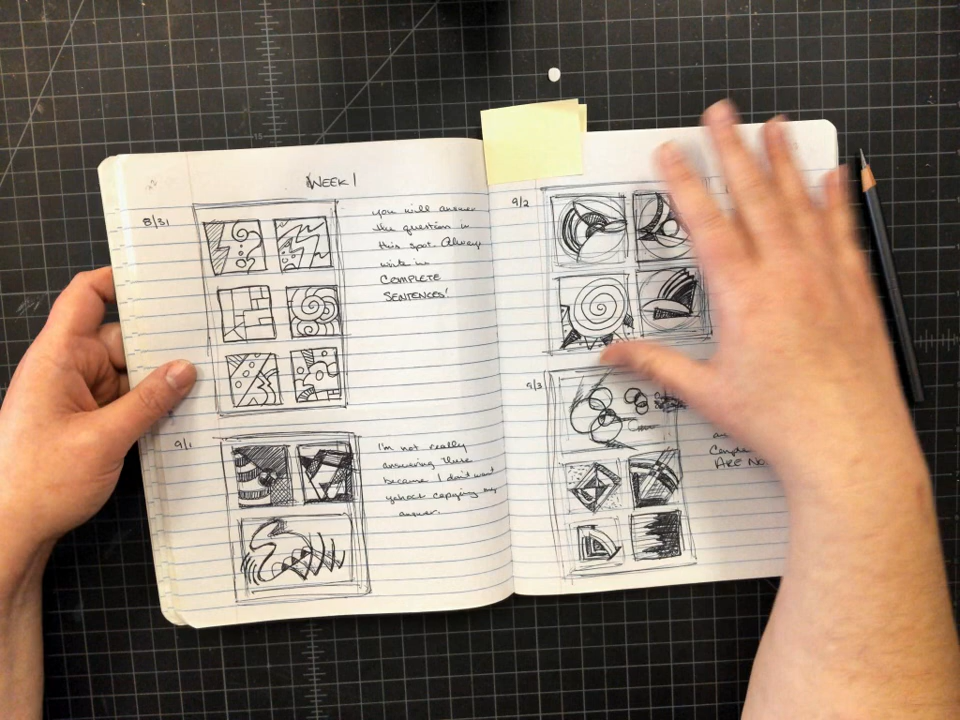 WEEK 1
8/31
you will answer
the question in
this spot. Always
write in
COMPLETE
SENTENCES!
9/1
I'm not really
answering these
because I don't want
yahoos copying my
answer.
9/2
9/3
ARE NO